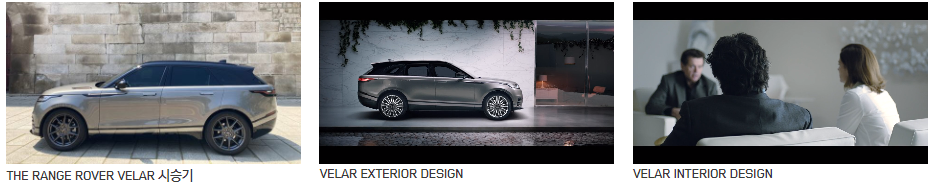 THE RANGE ROVER VELAR 시승기
VELAR EXTERIOR DESIGN
VELAR INTERIOR DESIGN